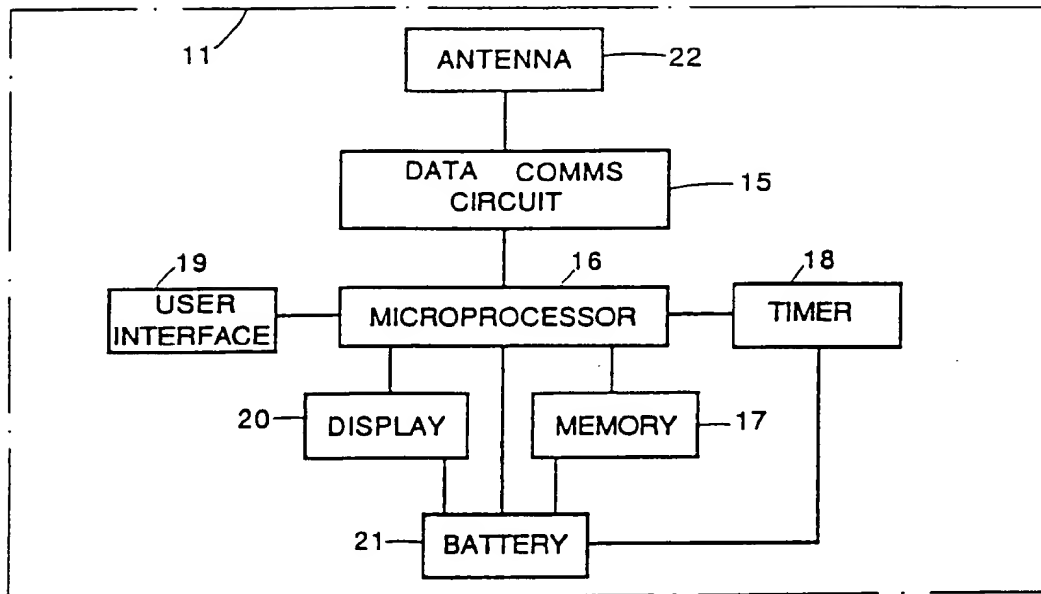 11
ANTENNA
22
DATA COMMS
CIRCUIT
15
19
16
18
USER
INTERFACE
MICROPROCESSOR
TIMER
20
DISPLAY
MEMORY
17
21
BATTERY